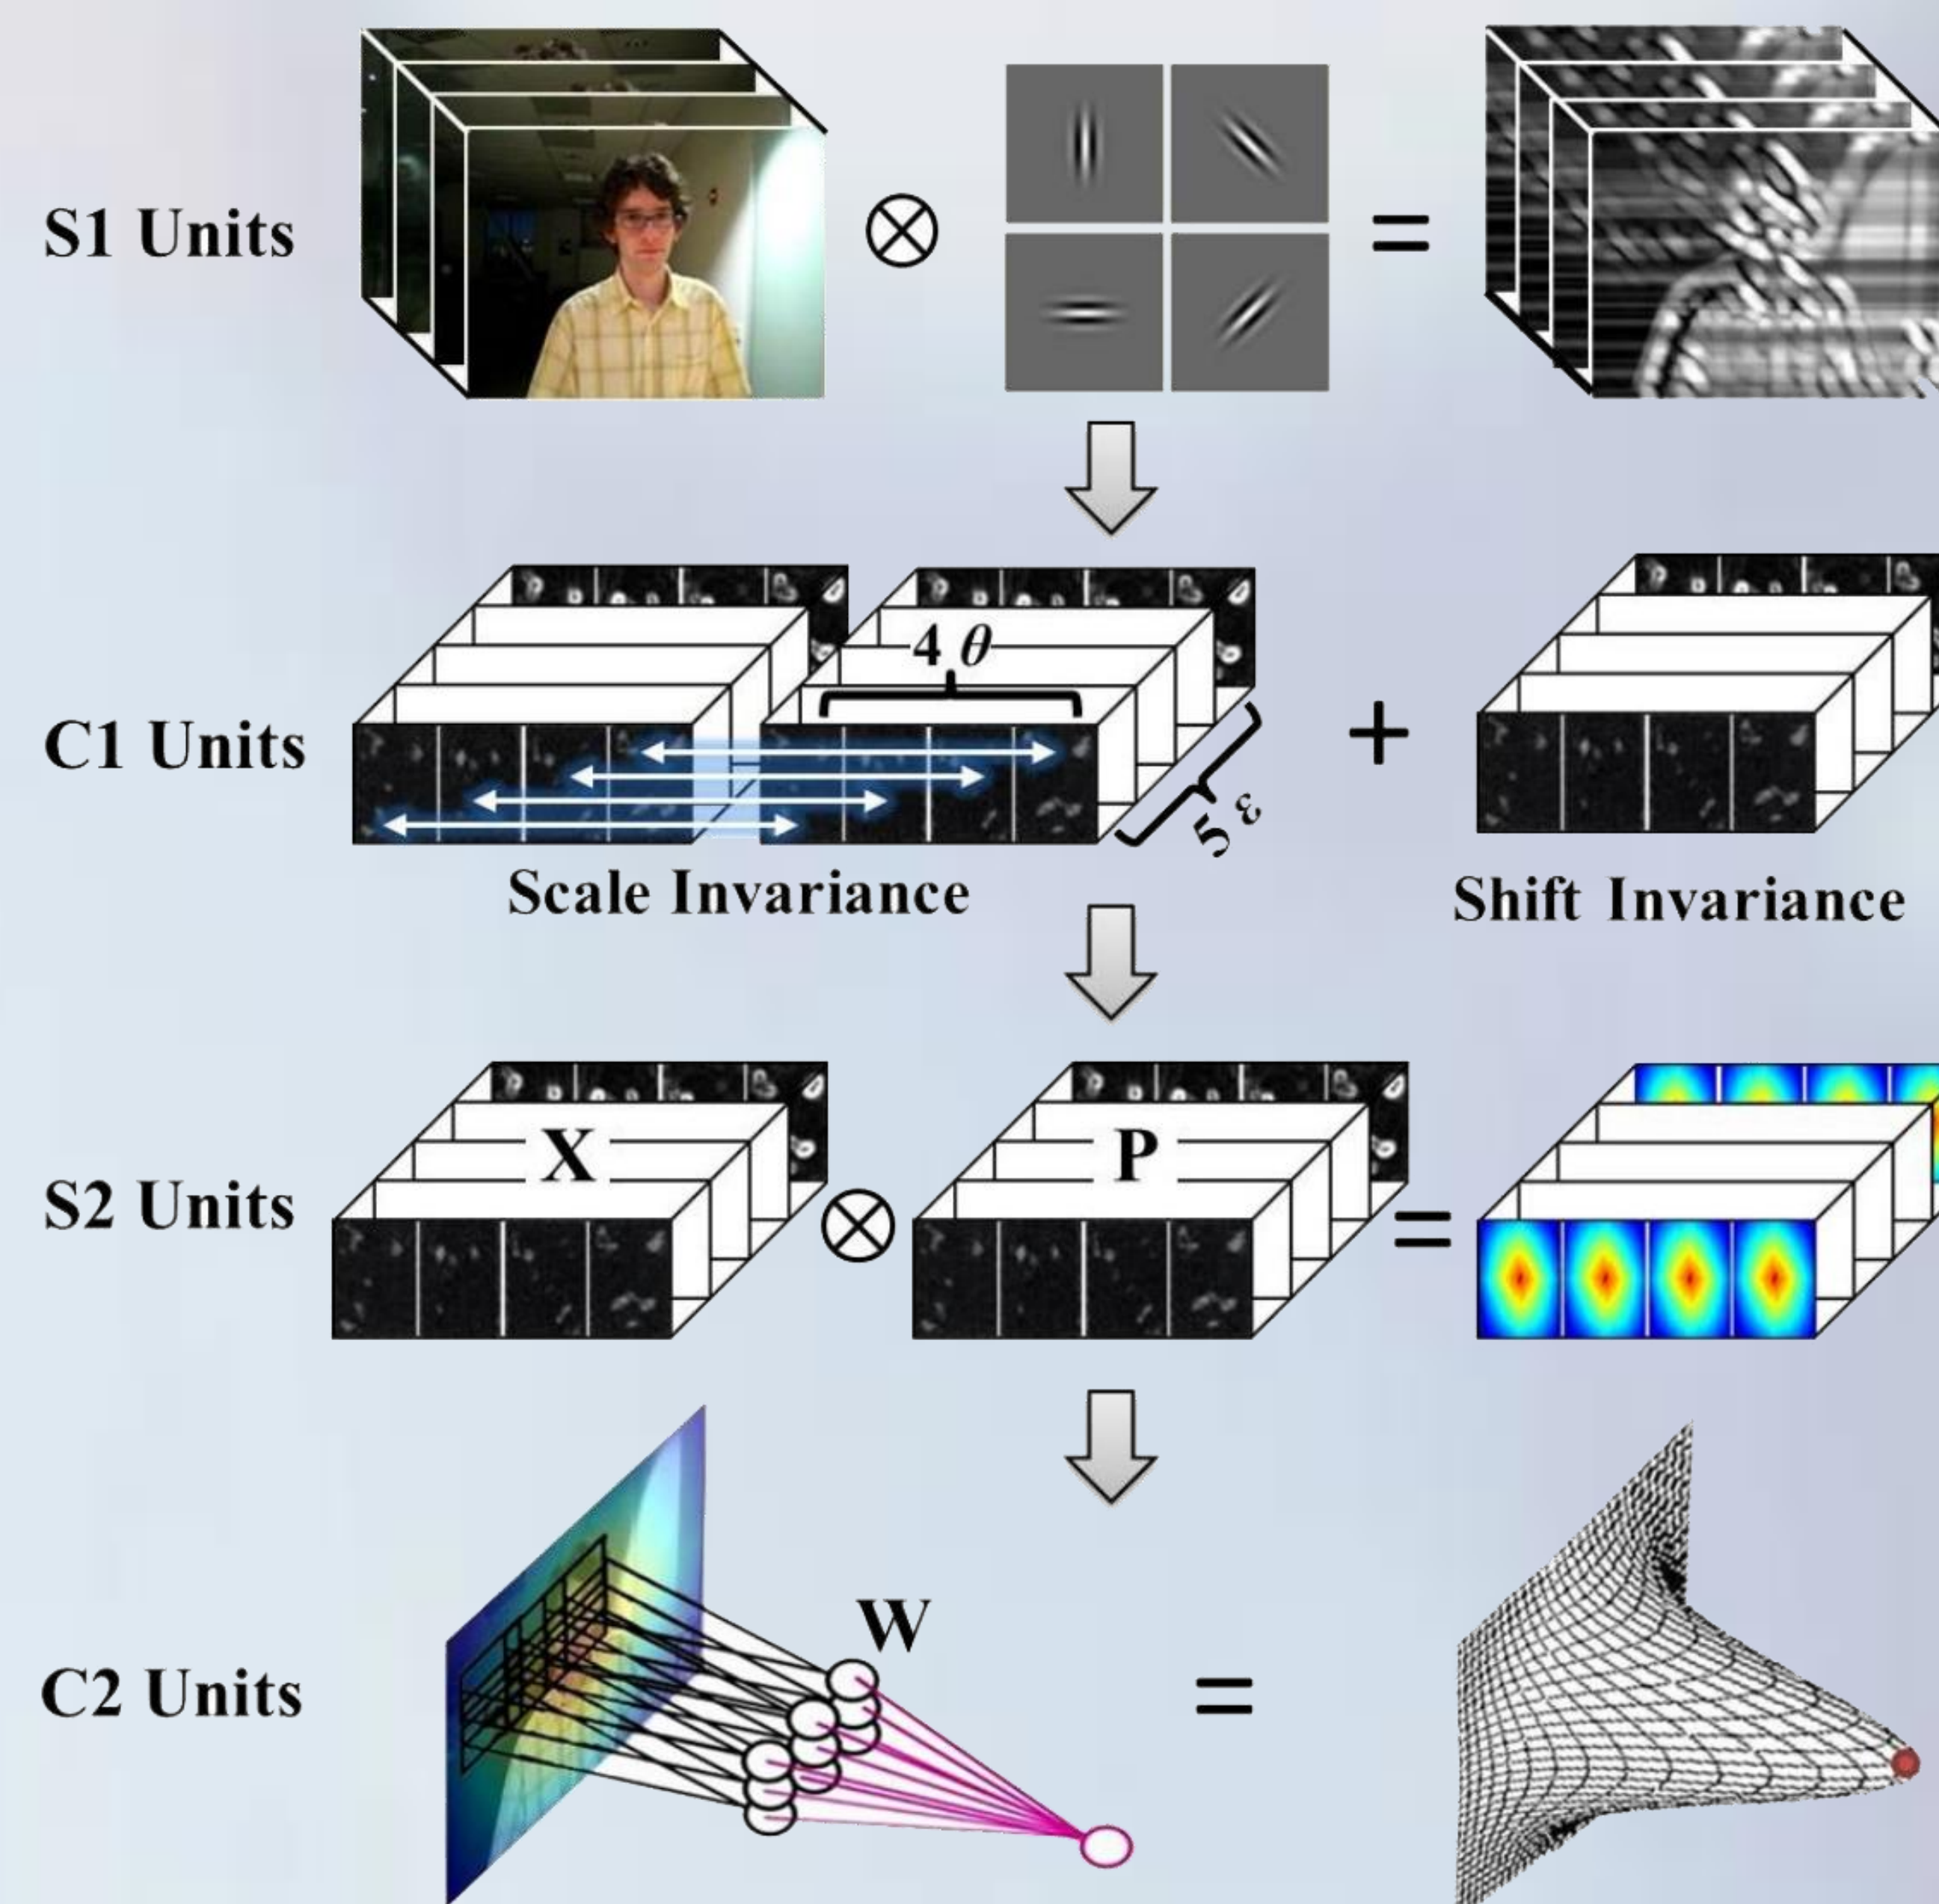 S1 Units
⊗
=
4 θ
C1 Units
+
5 ε
Scale Invariance
Shift Invariance
X
P
S2 Units
⊗
=
W
C2 Units
=